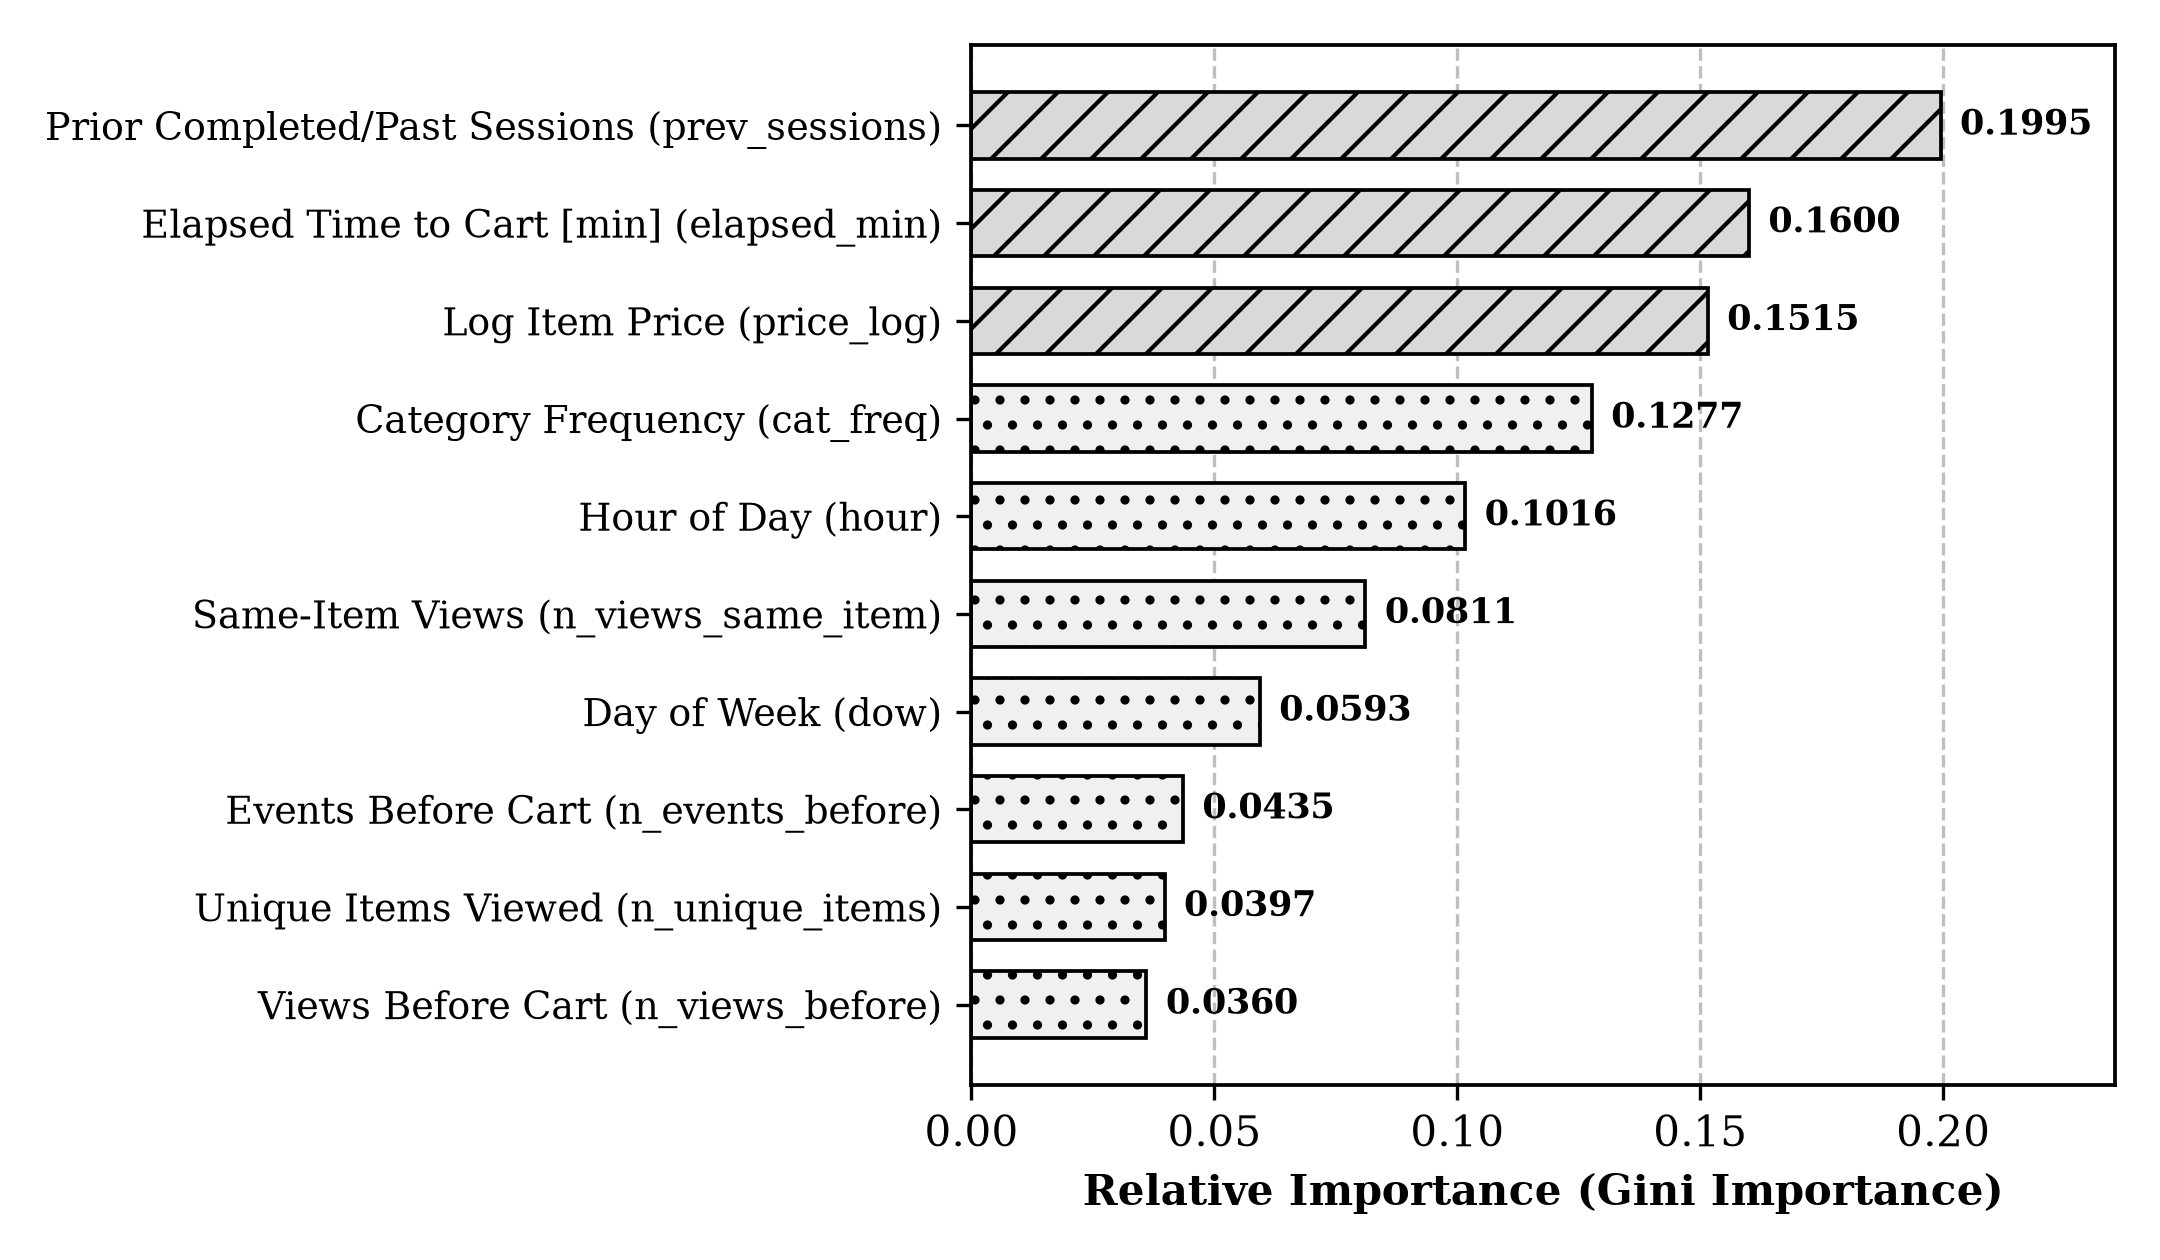 Prior Completed/Past Sessions (prev_sessions) 0.1995
Elapsed Time to Cart [min] (elapsed_min) 0.1600
Log Item Price (price_log) 0.1515
Category Frequency (cat_freq) 0.1277
Hour of Day (hour) 0.1016
Same-Item Views (n_views_same_item) 0.0811
Day of Week (dow) 0.0593
Events Before Cart (n_events_before) 0.0435
Unique Items Viewed (n_unique_items) 0.0397
Views Before Cart (n_views_before) 0.0360
0.00 0.05 0.10 0.15 0.20
Relative Importance (Gini Importance)